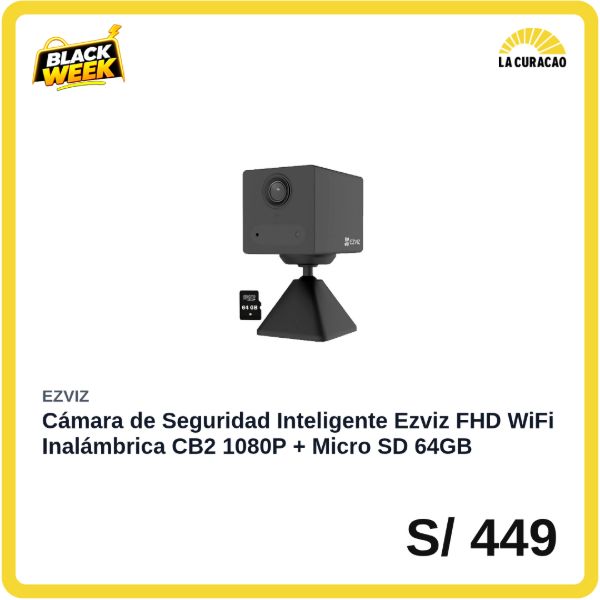 BLACK
WEEK
LA CURACAO
EZVIZ
64 GB
EZVIZ
Cámara de Seguridad Inteligente Ezviz FHD WiFi
Inalámbrica CB2 1080P + Micro SD 64GB
S/ 449